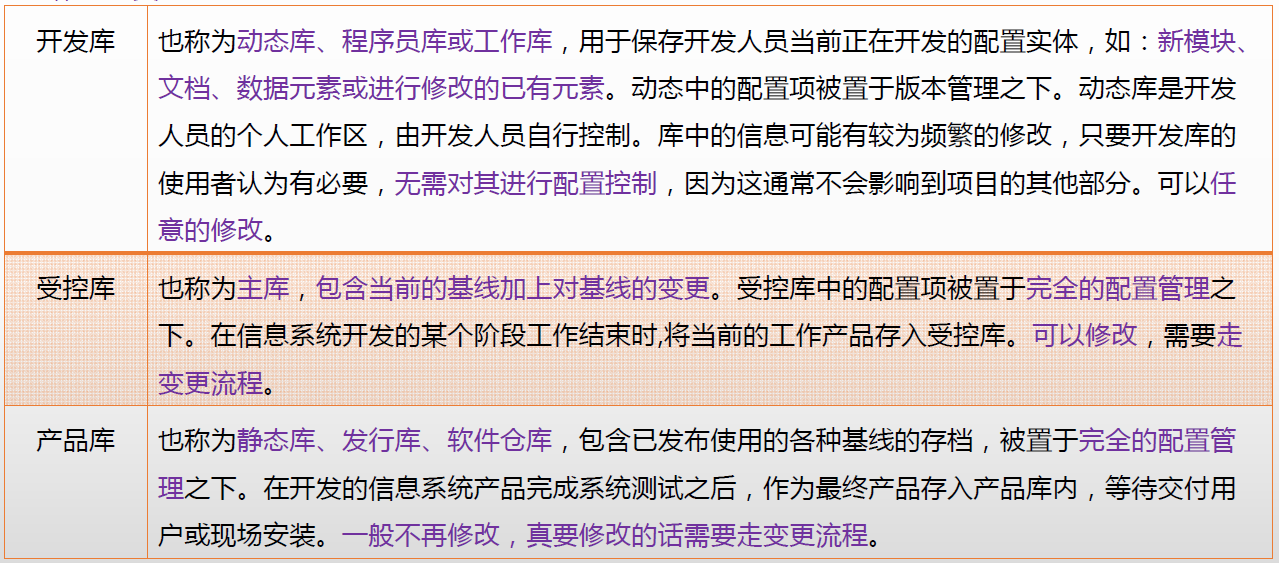 开发库
也称为动态库、程序员库或工作库，用于保存开发人员当前正在开发的配置实体，如：新模块、
文档、数据元素或进行修改的已有元素。动态中的配置项被置于版本管理之下。动态库是开发
人员的个人工作区，由开发人员自行控制。库中的信息可能有较为频繁的修改，只要开发库的
使用者认为有必要，无需对其进行配置控制，因为这通常不会影响到项目的其他部分。可以任
意的修改。
受控库
也称为主库，包含当前的基线加上对基线的变更。受控库中的配置项被置于完全的配置管理之
下。在信息系统开发的某个阶段工作结束时,将当前的工作产品存入受控库。可以修改，需要走
变更流程。
产品库
也称为静态库、发行库、软件仓库，包含已发布使用的各种基线的存档，被置于完全的配置管
理之下。在开发的信息系统产品完成系统测试之后，作为最终产品存入产品库内，等待交付用
户或现场安装。一般不再修改，真要修改的话需要走变更流程。